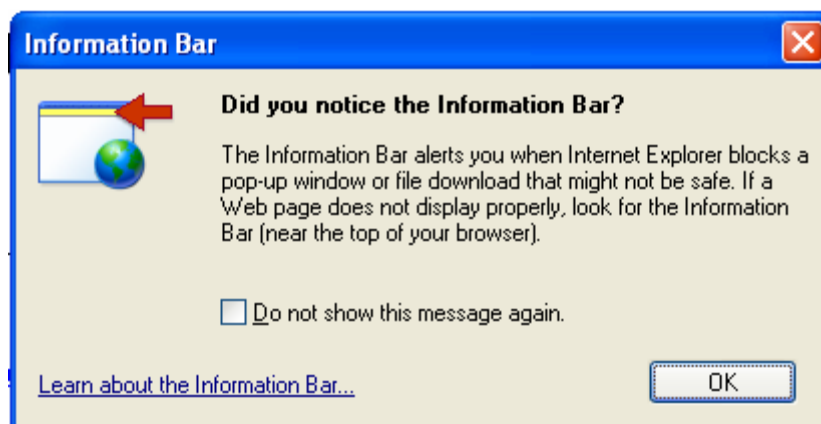 Information Bar
Did you notice the Information Bar?
The Information Bar alerts you when Internet Explorer blocks a
pop-up window or file download that might not be safe. If a
Web page does not display properly, look for the Information
Bar (near the top of your browser).
Do not show this message again.
Learn about the Information Bar...
OK